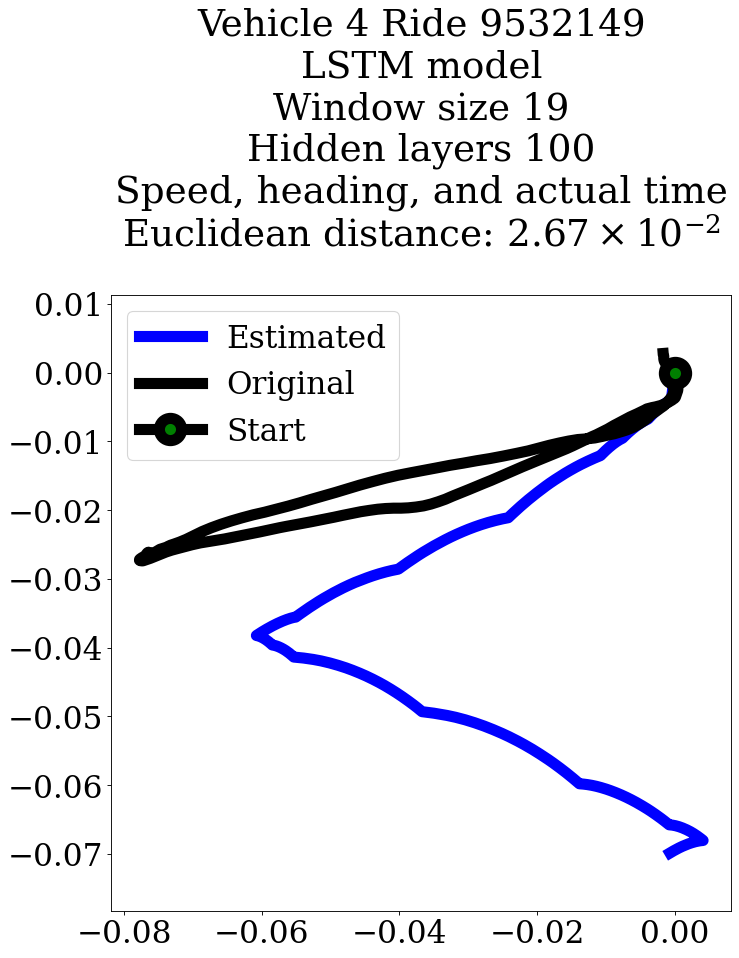 Vehicle 4 Ride 9532149
LSTM model
Window size 19
Hidden layers 100
Speed, heading, and actual time
Euclidean distance: 2.67 × 10⁻²
Estimated
Original
Start
0.01
0.00
−0.01
−0.02
−0.03
−0.04
−0.05
−0.06
−0.07
−0.08 −0.06 −0.04 −0.02 0.00